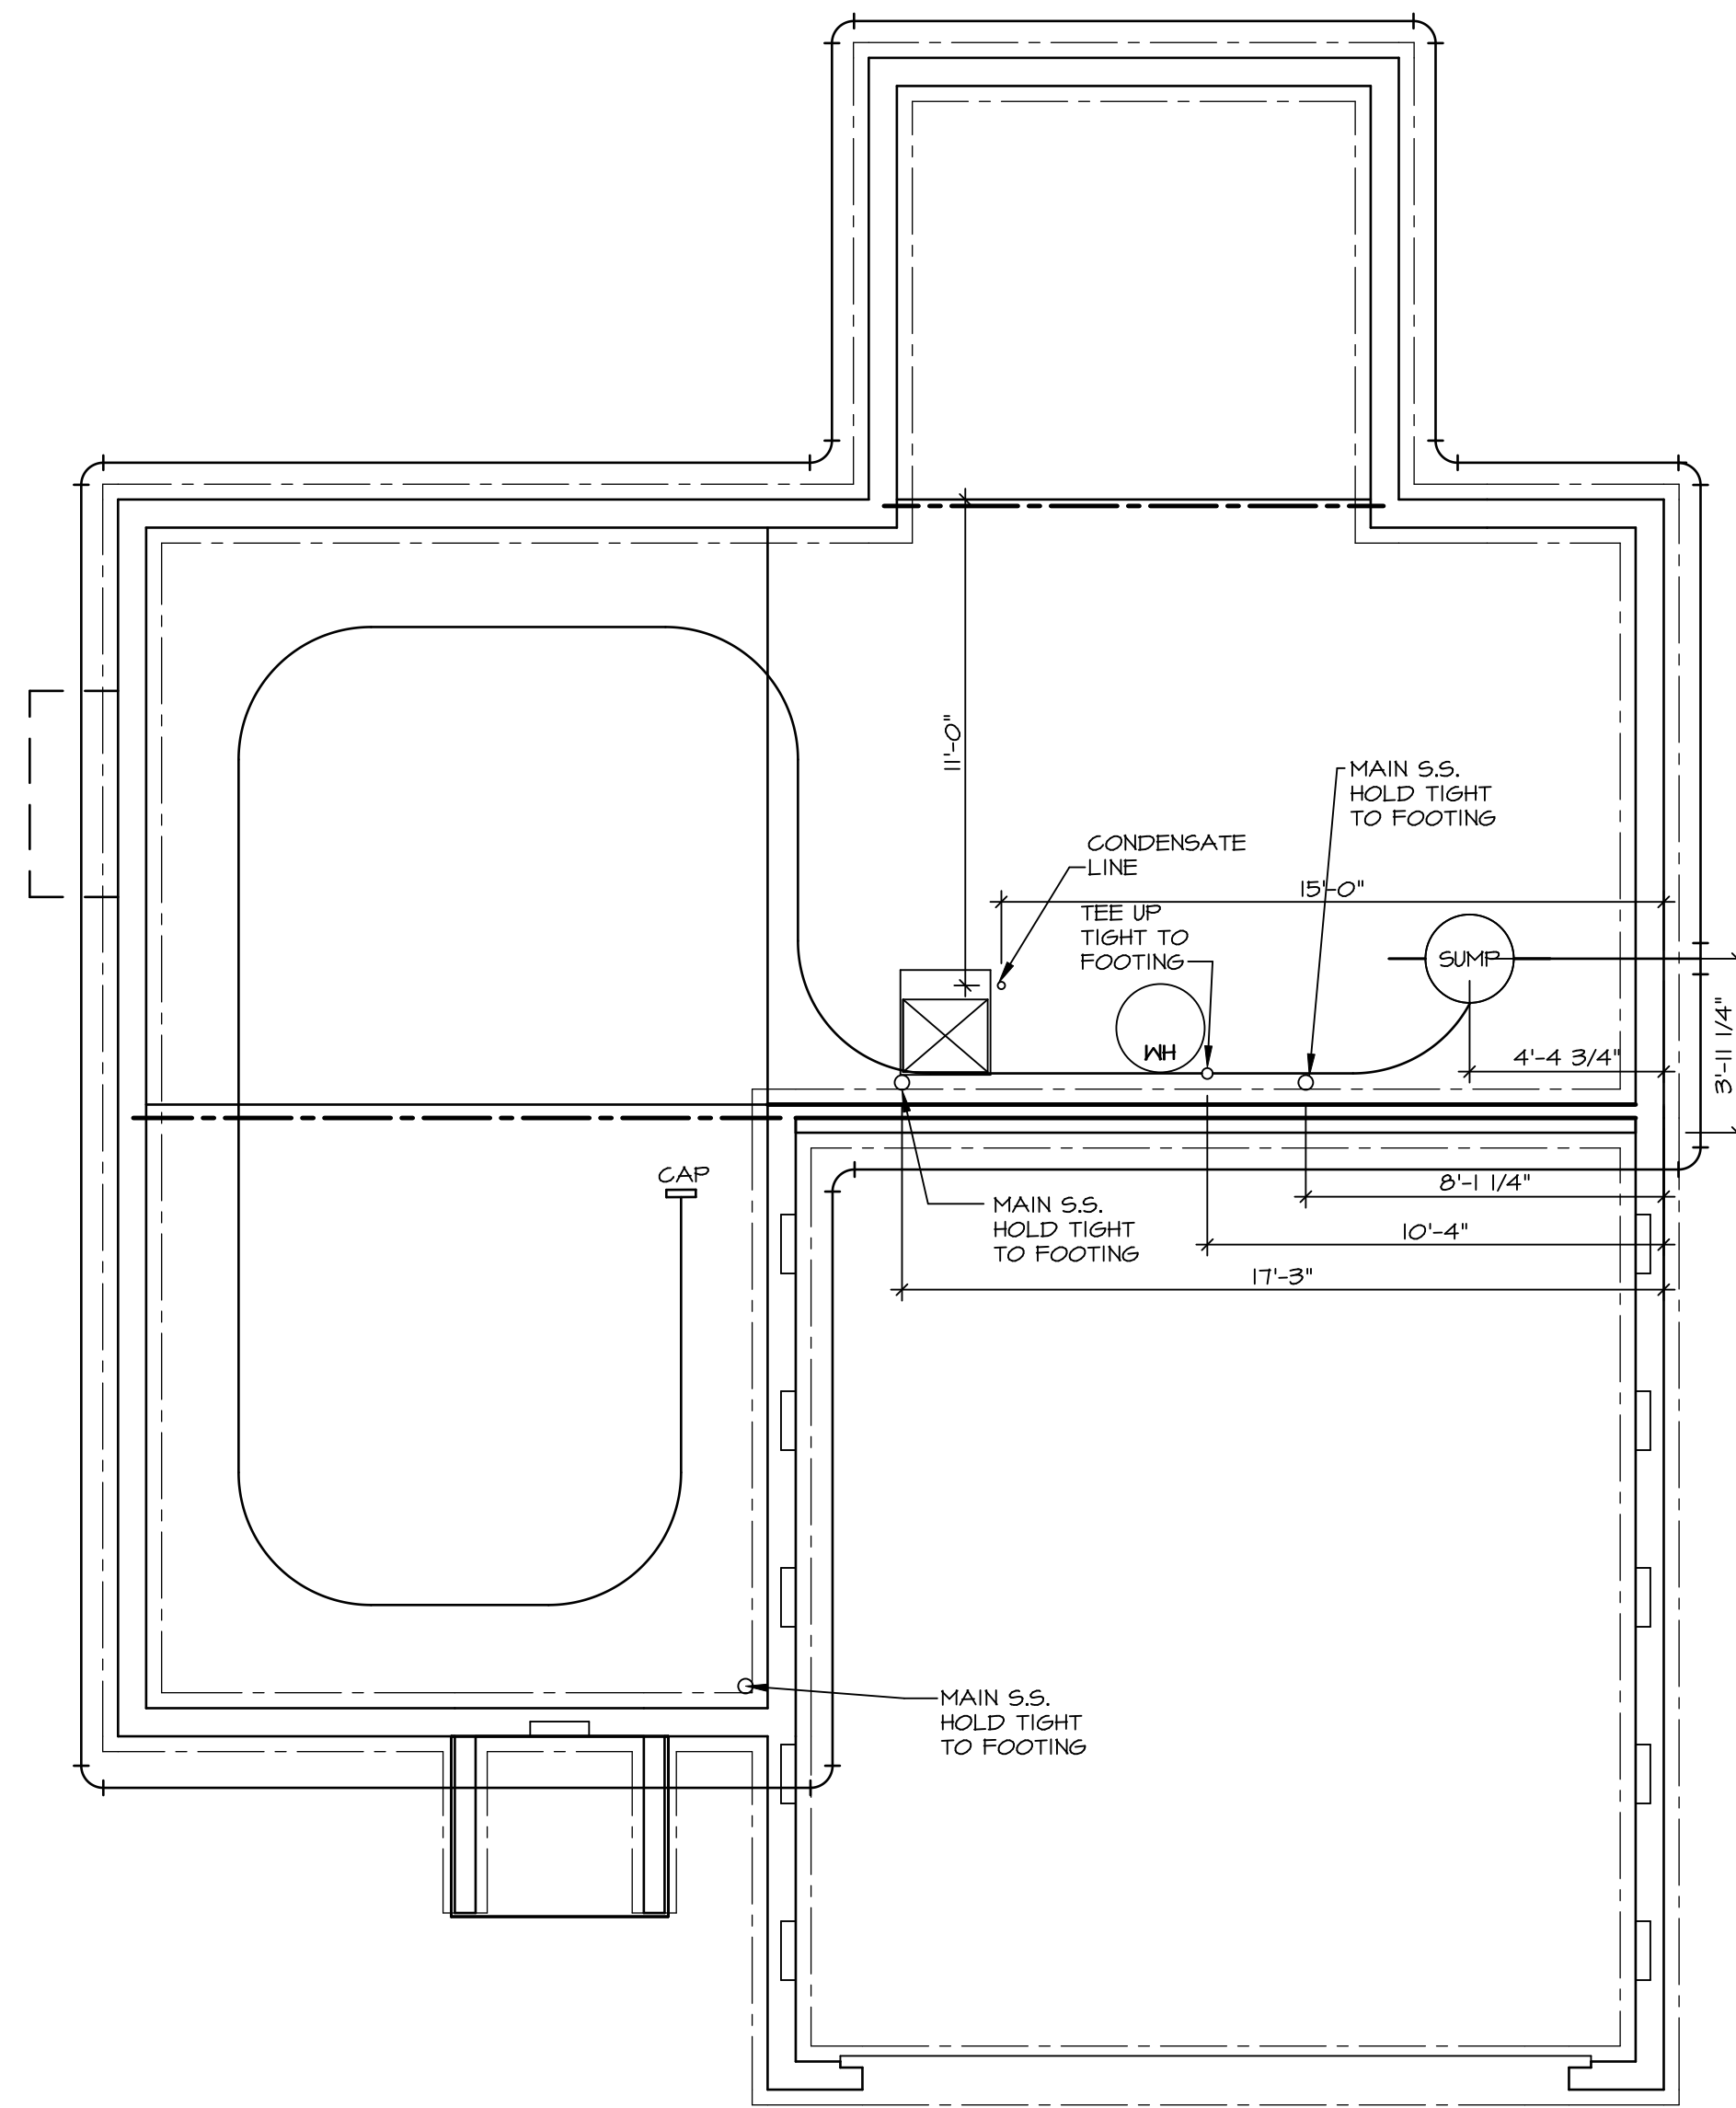 11'-0"
MAIN S.S.
HOLD TIGHT
TO FOOTING
CONDENSATE
LINE
15'-0"
TEE UP
TIGHT TO
FOOTING
SUMP
WH
4'-4 3/4"
3'-11 1/4"
CAP
8'-1 1/4"
MAIN S.S.
HOLD TIGHT
TO FOOTING
10'-4"
17'-3"
MAIN S.S.
HOLD TIGHT
TO FOOTING